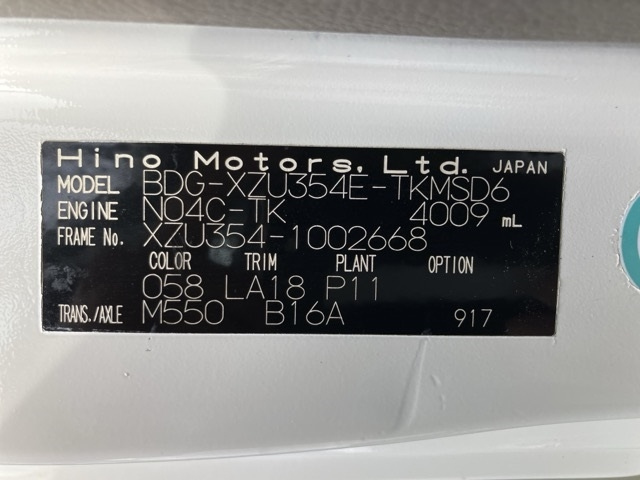 Hino Motors, Ltd. JAPAN
MODEL BDG-XZU354E-TKMSD6
ENGINE N04C-TK 4009 mL
FRAME No. XZU354-1002668
COLOR TRIM PLANT OPTION
058 LA18 P11
TRANS./AXLE M550 B16A 917